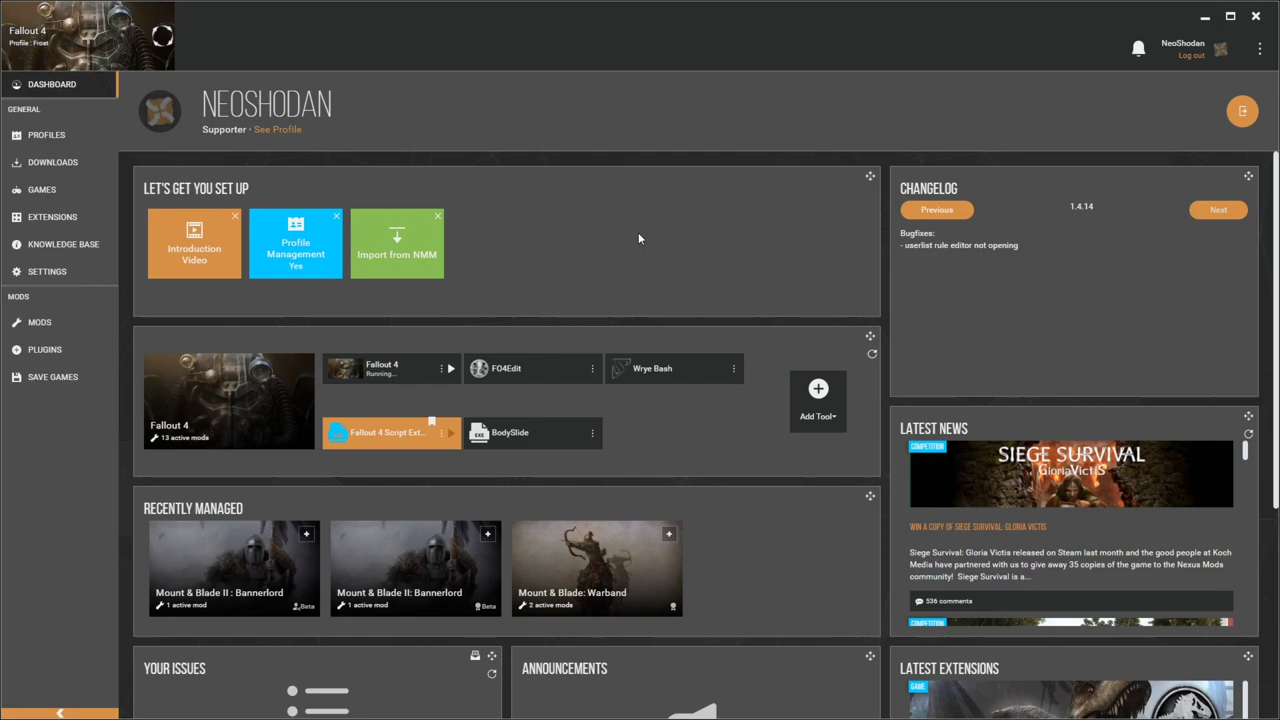 Fallout 4
Profile : Frost
NeoShodan
Log out
DASHBOARD
GENERAL
PROFILES
DOWNLOADS
GAMES
EXTENSIONS
KNOWLEDGE BASE
SETTINGS
MODS
MODS
PLUGINS
SAVE GAMES
NEOSHODAN
Supporter · See Profile
LET'S GET YOU SET UP
Introduction
Video
Profile
Management
Yes
Import from NMM
Fallout 4
13 active mods
Fallout 4
Running...
FO4Edit
Wrye Bash
Fallout 4 Script Ext...
EXE
BodySlide
Add Tool
RECENTLY MANAGED
Mount & Blade II : Bannerlord
1 active mod
Beta
Mount & Blade II: Bannerlord
1 active mod
Beta
Mount & Blade: Warband
2 active mods
YOUR ISSUES
ANNOUNCEMENTS
CHANGELOG
Previous
1.4.14
Next
Bugfixes:
- userlist rule editor not opening
LATEST NEWS
COMPETITION
SIEGE SURVIVAL
GLORIA VICTIS
WIN A COPY OF SIEGE SURVIVAL: GLORIA VICTIS
Siege Survival: Gloria Victis released on Steam last month and the good people at Koch
Media have partnered with us to give away 35 copies of the game to the Nexus Mods
community!  Siege Survival is a...
536 comments
COMPETITION
LATEST EXTENSIONS
GAME